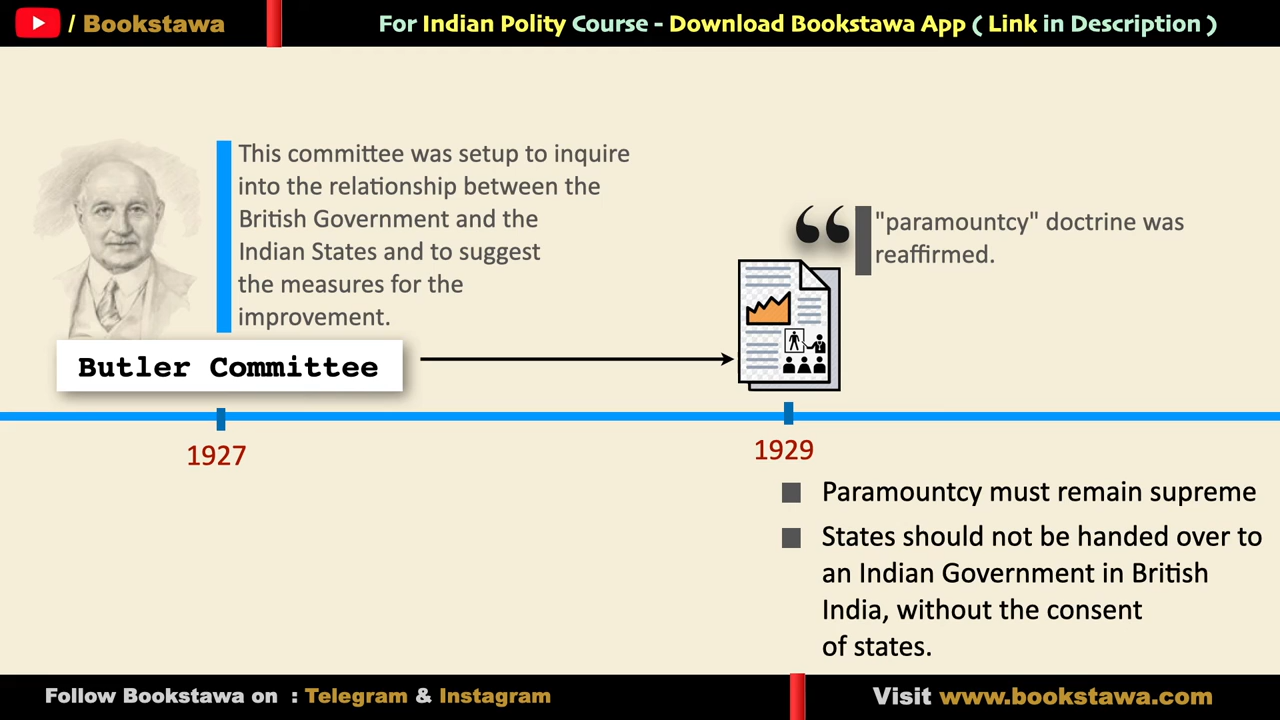 / Bookstawa
For Indian Polity Course - Download Bookstawa App ( Link in Description )
This committee was setup to inquire
into the relationship between the
British Government and the
Indian States and to suggest
the measures for the
improvement.
Butler Committee
“ "paramountcy" doctrine was
reaffirmed.
1927
1929
Paramountcy must remain supreme
States should not be handed over to
an Indian Government in British
India, without the consent
of states.
Follow Bookstawa on : Telegram & Instagram
Visit www.bookstawa.com